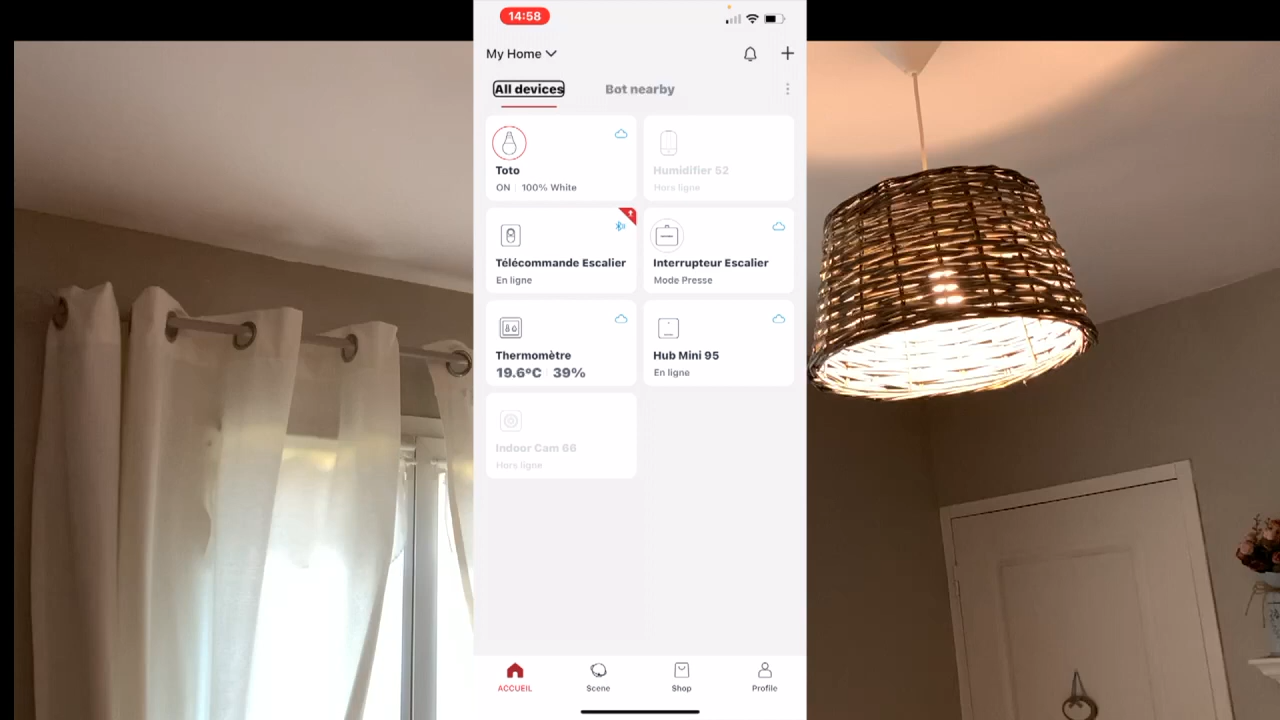 14:58
My Home
All devices
Bot nearby
Toto
ON | 100% White
Humidifier 52
Hors ligne
Télécommande Escalier
En ligne
Interrupteur Escalier
Mode Presse
Thermomètre
19.6°C | 39%
Hub Mini 95
En ligne
Indoor Cam 66
Hors ligne
ACCUEIL
Scene
Shop
Profile